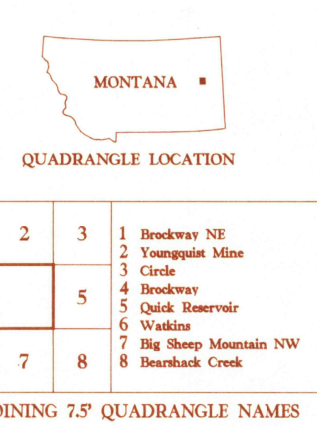 MONTANA
QUADRANGLE LOCATION
2 3
5
7 8
1 Brockway NE
2 Youngquist Mine
3 Circle
4 Brockway
5 Quick Reservoir
6 Watkins
7 Big Sheep Mountain NW
8 Bearshack Creek
OINING 7.5' QUADRANGLE NAMES